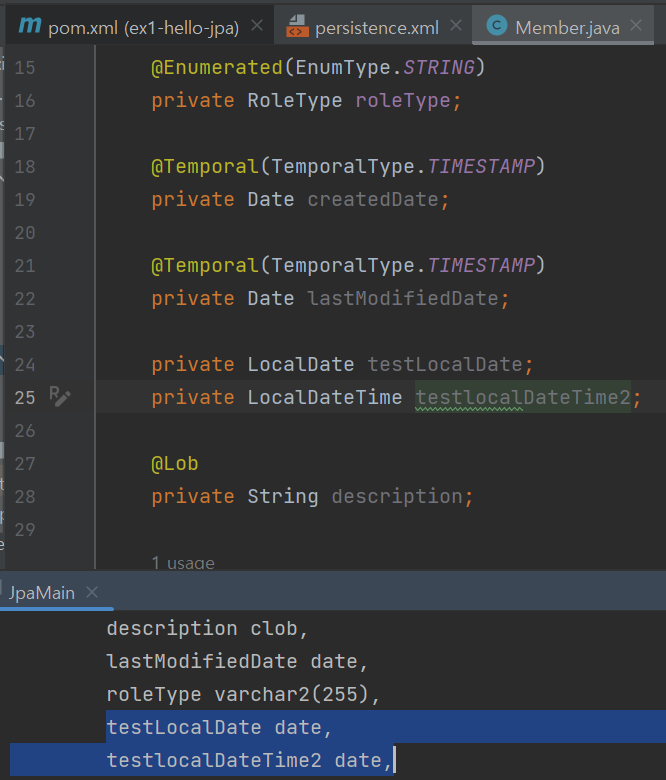 pom.xml (ex1-hello-jpa) persistence.xml Member.java
15 @Enumerated(EnumType.STRING)
16 private RoleType roleType;
17
18 @Temporal(TemporalType.TIMESTAMP)
19 private Date createdDate;
20
21 @Temporal(TemporalType.TIMESTAMP)
22 private Date lastModifiedDate;
23
24 private LocalDate testLocalDate;
25 private LocalDateTime testlocalDateTime2;
26
27 @Lob
28 private String description;
29
1 usage
JpaMain
description clob,
lastModifiedDate date,
roleType varchar2(255),
testLocalDate date,
testlocalDateTime2 date,